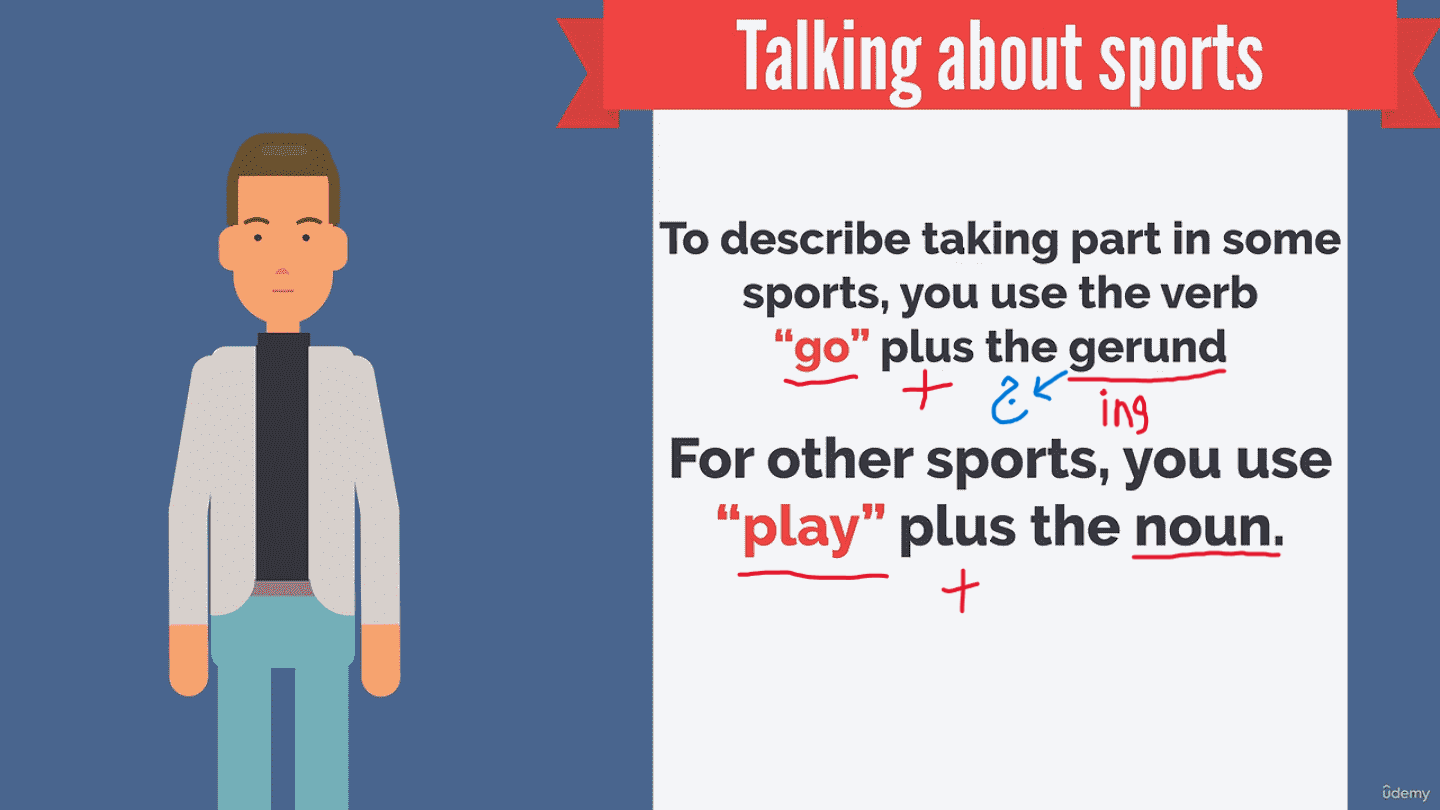 Talking about sports
To describe taking part in some
sports, you use the verb
“go” plus the gerund
+ ج ing
For other sports, you use
“play” plus the noun.
+
udemy